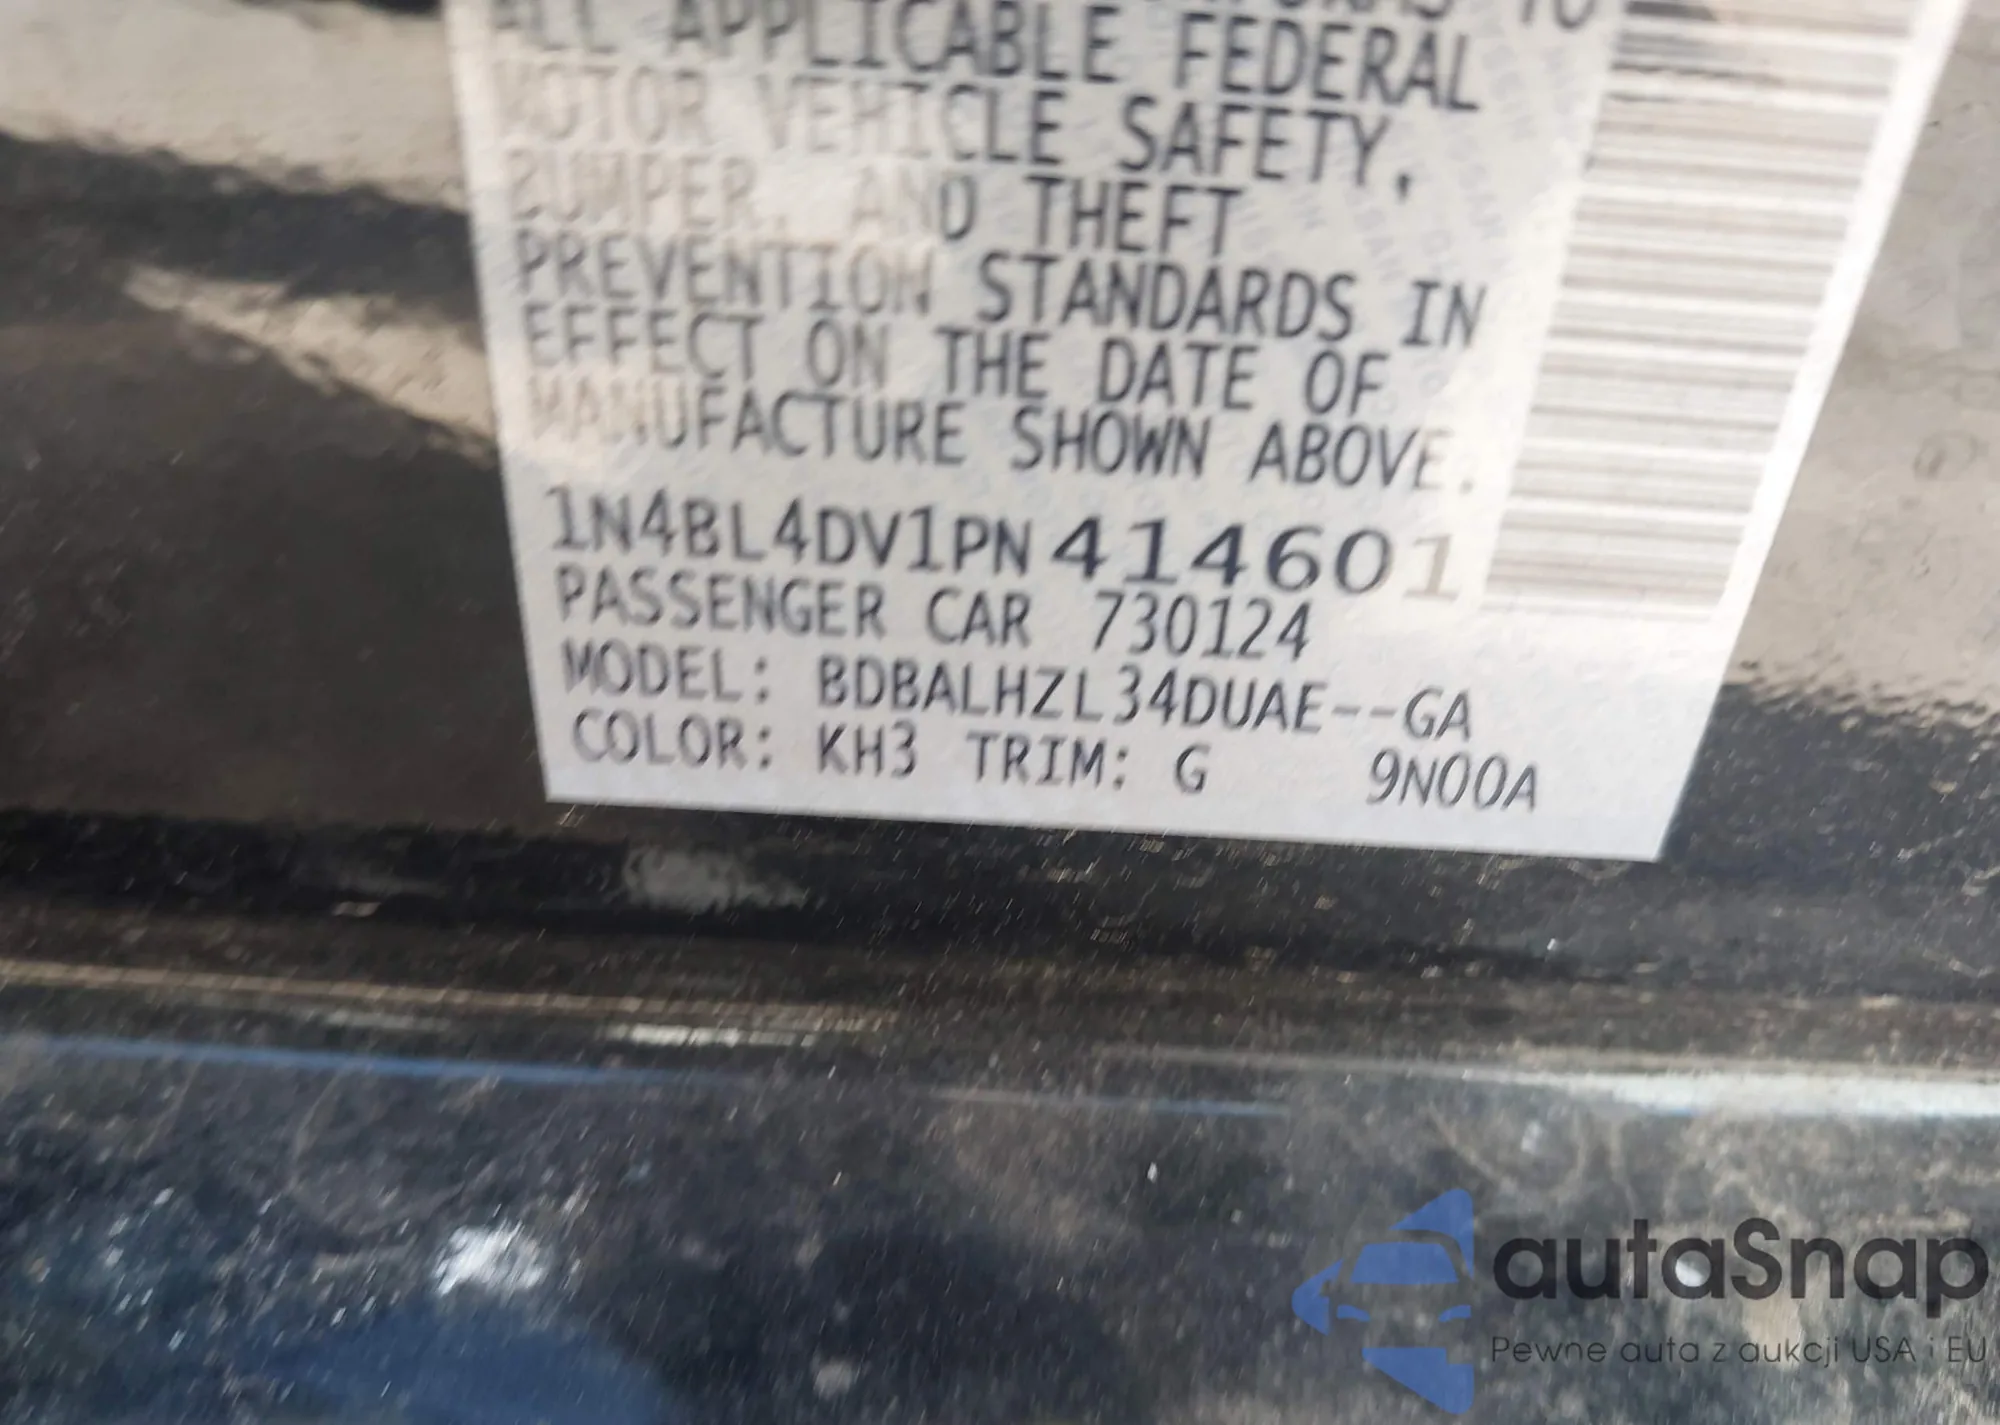 TO
ALL APPLICABLE FEDERAL
MOTOR VEHICLE SAFETY,
BUMPER, AND THEFT
PREVENTION STANDARDS IN
EFFECT ON THE DATE OF
MANUFACTURE SHOWN ABOVE.
1N4BL4DV1PN414601
PASSENGER CAR 730124
MODEL: BDBALHZL34DUAE--GA
COLOR: KH3 TRIM: G 9N00A
autaSnap
Pewne auta z aukcji USA i EU